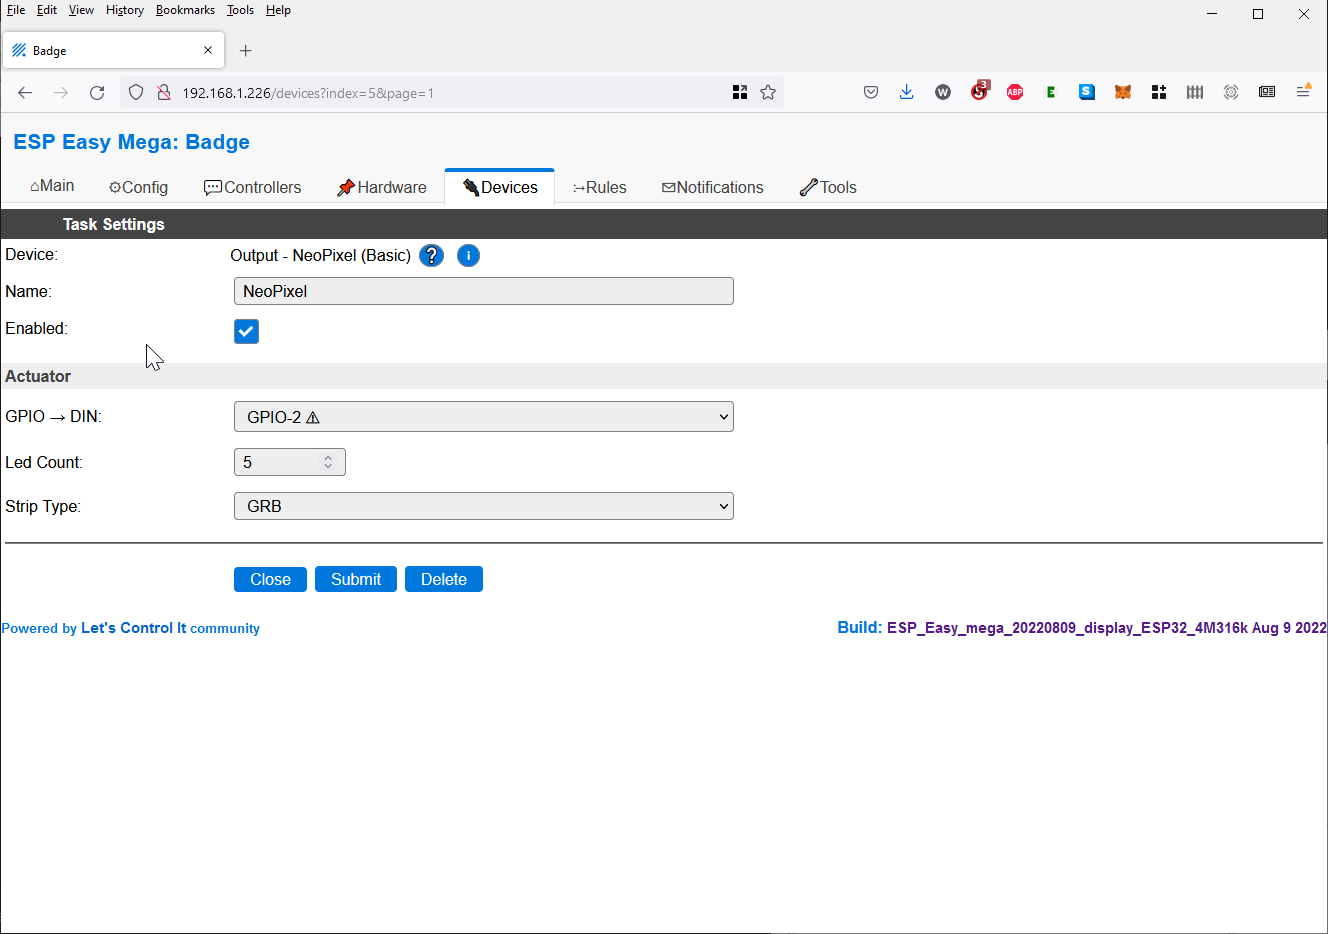 File Edit View History Bookmarks Tools Help
Badge
192.168.1.226/devices?index=5&page=1
W 3 ABP E S
ESP Easy Mega: Badge
Main Config Controllers Hardware Devices Rules Notifications Tools
Task Settings
Device: Output - NeoPixel (Basic) ? i
Name: NeoPixel
Enabled:
Actuator
GPIO → DIN: GPIO-2 ⚠
Led Count: 5
Strip Type: GRB
Close Submit Delete
Powered by Let's Control It community Build: ESP_Easy_mega_20220809_display_ESP32_4M316k Aug 9 2022